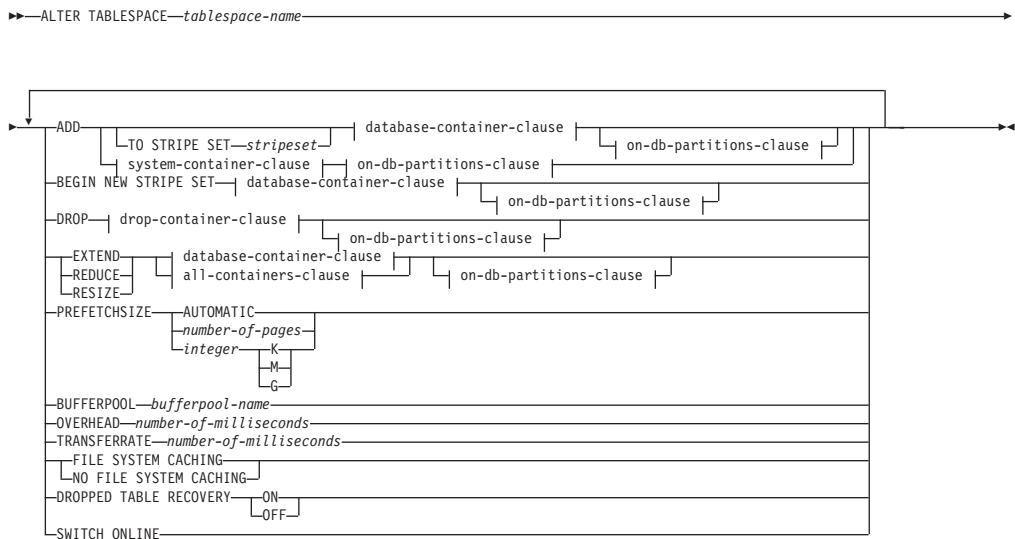 ALTER TABLESPACE tablespace-name
ADD database-container-clause
TO STRIPE SET stripeset on-db-partitions-clause
system-container-clause on-db-partitions-clause
BEGIN NEW STRIPE SET database-container-clause
on-db-partitions-clause
DROP drop-container-clause
on-db-partitions-clause
EXTEND database-container-clause
REDUCE all-containers-clause on-db-partitions-clause
RESIZE
PREFETCHSIZE AUTOMATIC
number-of-pages
integer K
M
G
BUFFERPOOL bufferpool-name
OVERHEAD number-of-milliseconds
TRANSFERRATE number-of-milliseconds
FILE SYSTEM CACHING
NO FILE SYSTEM CACHING
DROPPED TABLE RECOVERY ON
OFF
SWITCH ONLINE